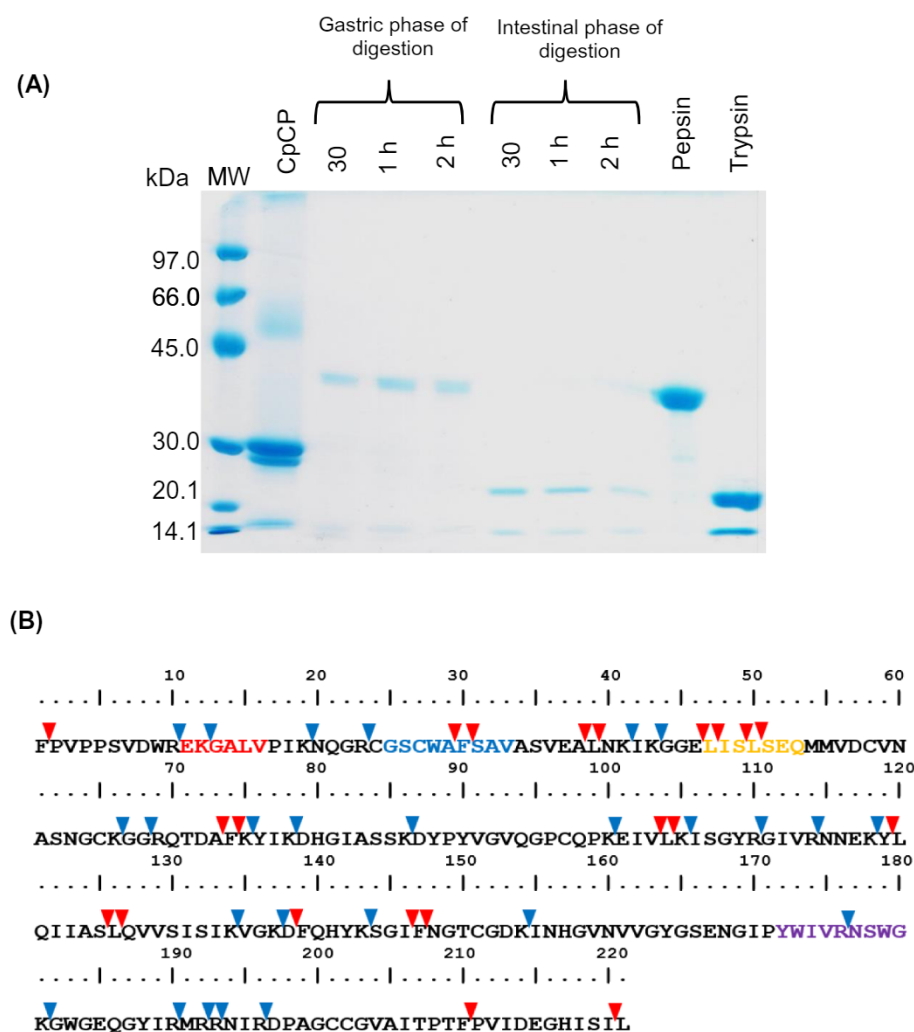 (A)
Gastric phase of digestion
Intestinal phase of digestion
kDa MW CpCP 30 1 h 2 h 30 1 h 2 h Pepsin Trypsin
97.0
66.0
45.0
30.0
20.1
14.1
(B)
10 20 30 40 50 60
....|....|....|....|....|....|....|....|....|....|....|....|
FPVPPSVDWREKGALVPIKNQGRCGSCWAFSAVASVEALNKIKGGELISLSEQMMVDCVN
70 80 90 100 110 120
....|....|....|....|....|....|....|....|....|....|....|....|
ASNGCKGGRQTDAFKYIKDHGIASSKDYPYVGVQGPCQPKEIVLKISGYRGIVRNNEKYL
130 140 150 160 170 180
....|....|....|....|....|....|....|....|....|....|....|....|
QIIASLQVVSISIKVGKDFQHYKSGIFNGTCGDKINHGVNVVGYGSENGIPYWIVRNSWG
190 200 210 220
....|....|....|....|....|....|....|....|.
KGWGEQGYIRMRRNIRDPAGCCGVAITPTFPVIDEGHISIL